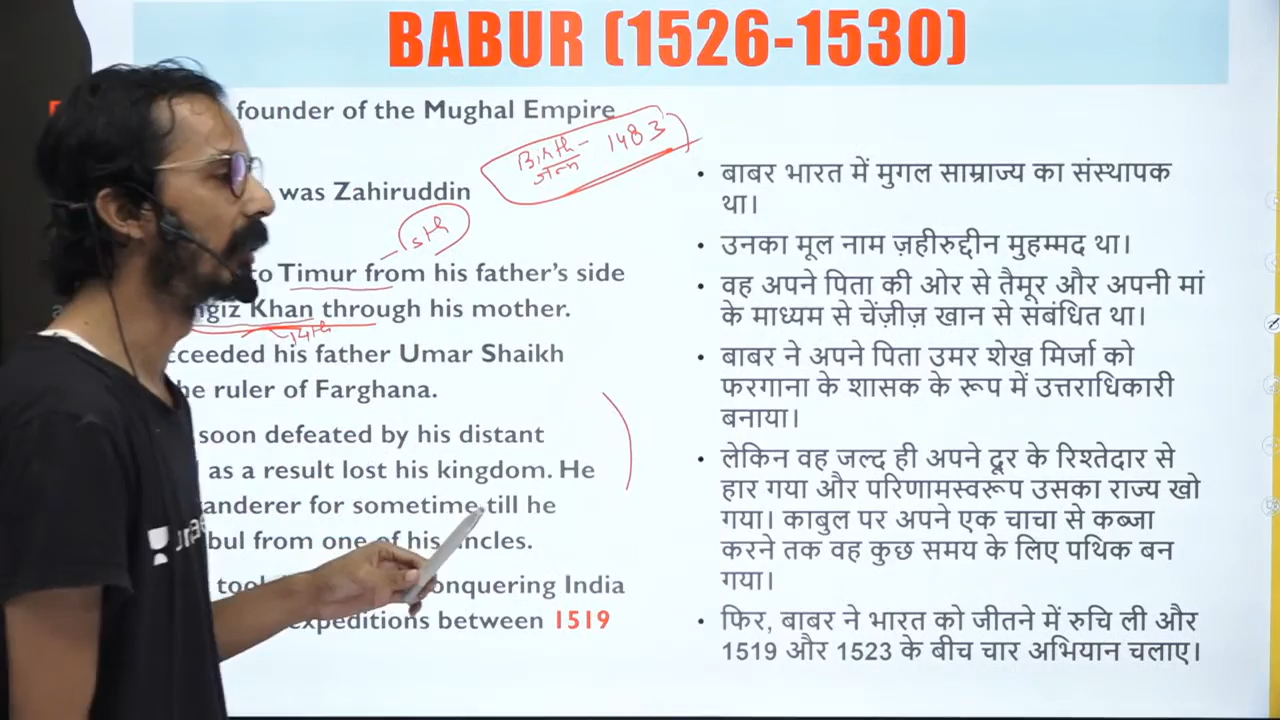 BABUR (1526-1530)
founder of the Mughal Empire
Birth - 1483
जन्म
was Zahiruddin
5th
to Timur from his father's side
ngiz Khan through his mother.
14th
cceeded his father Umar Shaikh
he ruler of Farghana.
soon defeated by his distant
as a result lost his kingdom. He
anderer for sometime till he
bul from one of his uncles.
took conquering India
expeditions between 1519
• बाबर भारत में मुगल साम्राज्य का संस्थापक
था।
• उनका मूल नाम ज़हीरुद्दीन मुहम्मद था।
• वह अपने पिता की ओर से तैमूर और अपनी मां
के माध्यम से चेंज़ीज़ खान से संबंधित था।
• बाबर ने अपने पिता उमर शेख़ मिर्जा को
फरगाना के शासक के रूप में उत्तराधिकारी
बनाया।
• लेकिन वह जल्द ही अपने दूर के रिश्तेदार से
हार गया और परिणामस्वरूप उसका राज्य खो
गया। काबुल पर अपने एक चाचा से कब्जा
करने तक वह कुछ समय के लिए पथिक बन
गया।
• फिर, बाबर ने भारत को जीतने में रुचि ली और
1519 और 1523 के बीच चार अभियान चलाए।